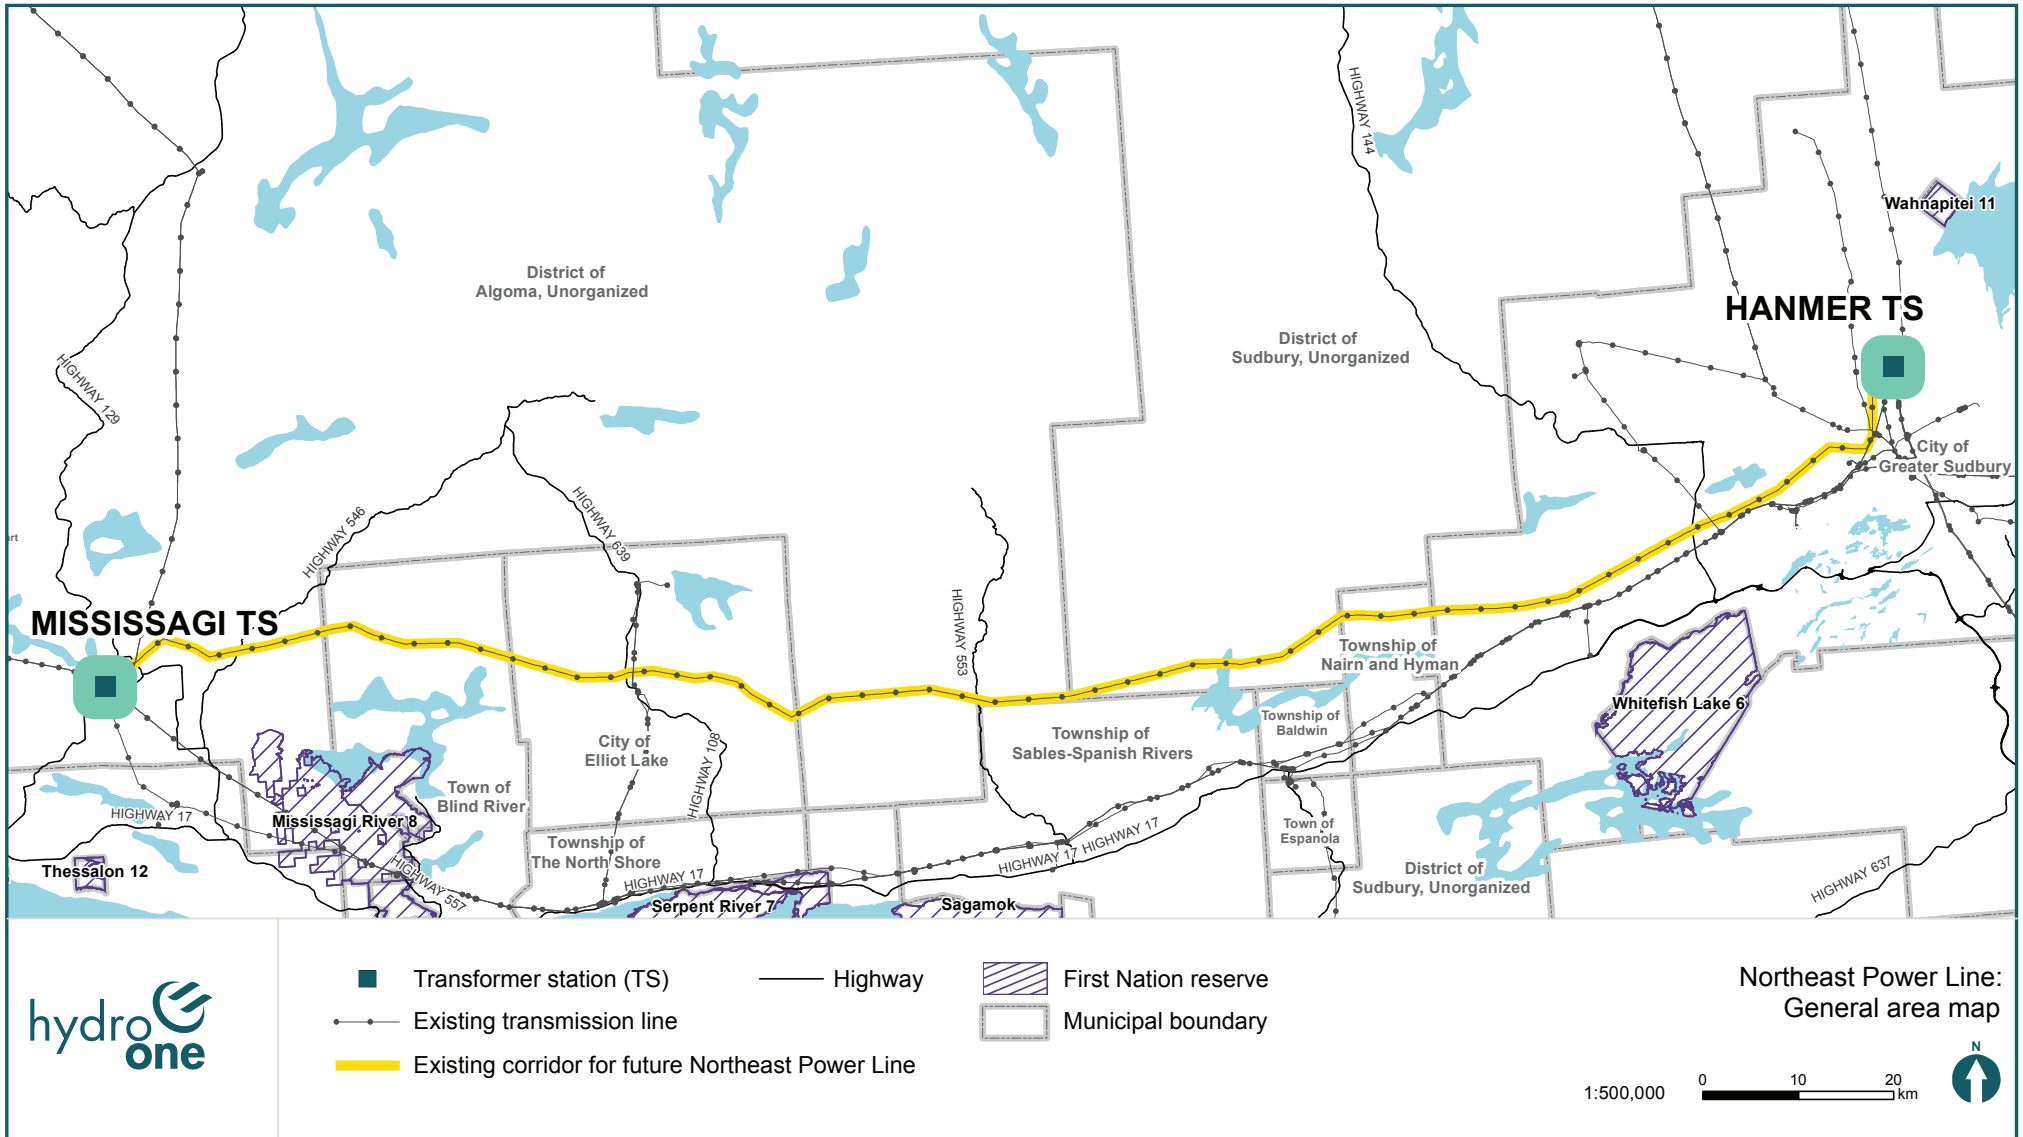 HIGHWAY 144
Wahnapitei 11
District of
Algoma, Unorganized
HANMER TS
District of
Sudbury, Unorganized
HIGHWAY 129
City of
Greater Sudbury
HIGHWAY 546
HIGHWAY 639
art
MISSISSAGI TS
HIGHWAY 553
Township of
Nairn and Hyman
Whitefish Lake 6
Township of
Baldwin
Township of
Sables-Spanish Rivers
City of
Elliot Lake
HIGHWAY 108
Town of
Blind River
HIGHWAY 17
Mississagi River 8
Town of
Espanola
Township of
The North Shore
HIGHWAY 17
HIGHWAY 17
HIGHWAY 17
Thessalon 12
HIGHWAY 557
Serpent River 7
Sagamok
District of
Sudbury, Unorganized
HIGHWAY 637
hydro
one
Transformer station (TS)
Existing transmission line
Existing corridor for future Northeast Power Line
Highway
First Nation reserve
Municipal boundary
Northeast Power Line:
General area map
N
1:500,000
0 10 20
km